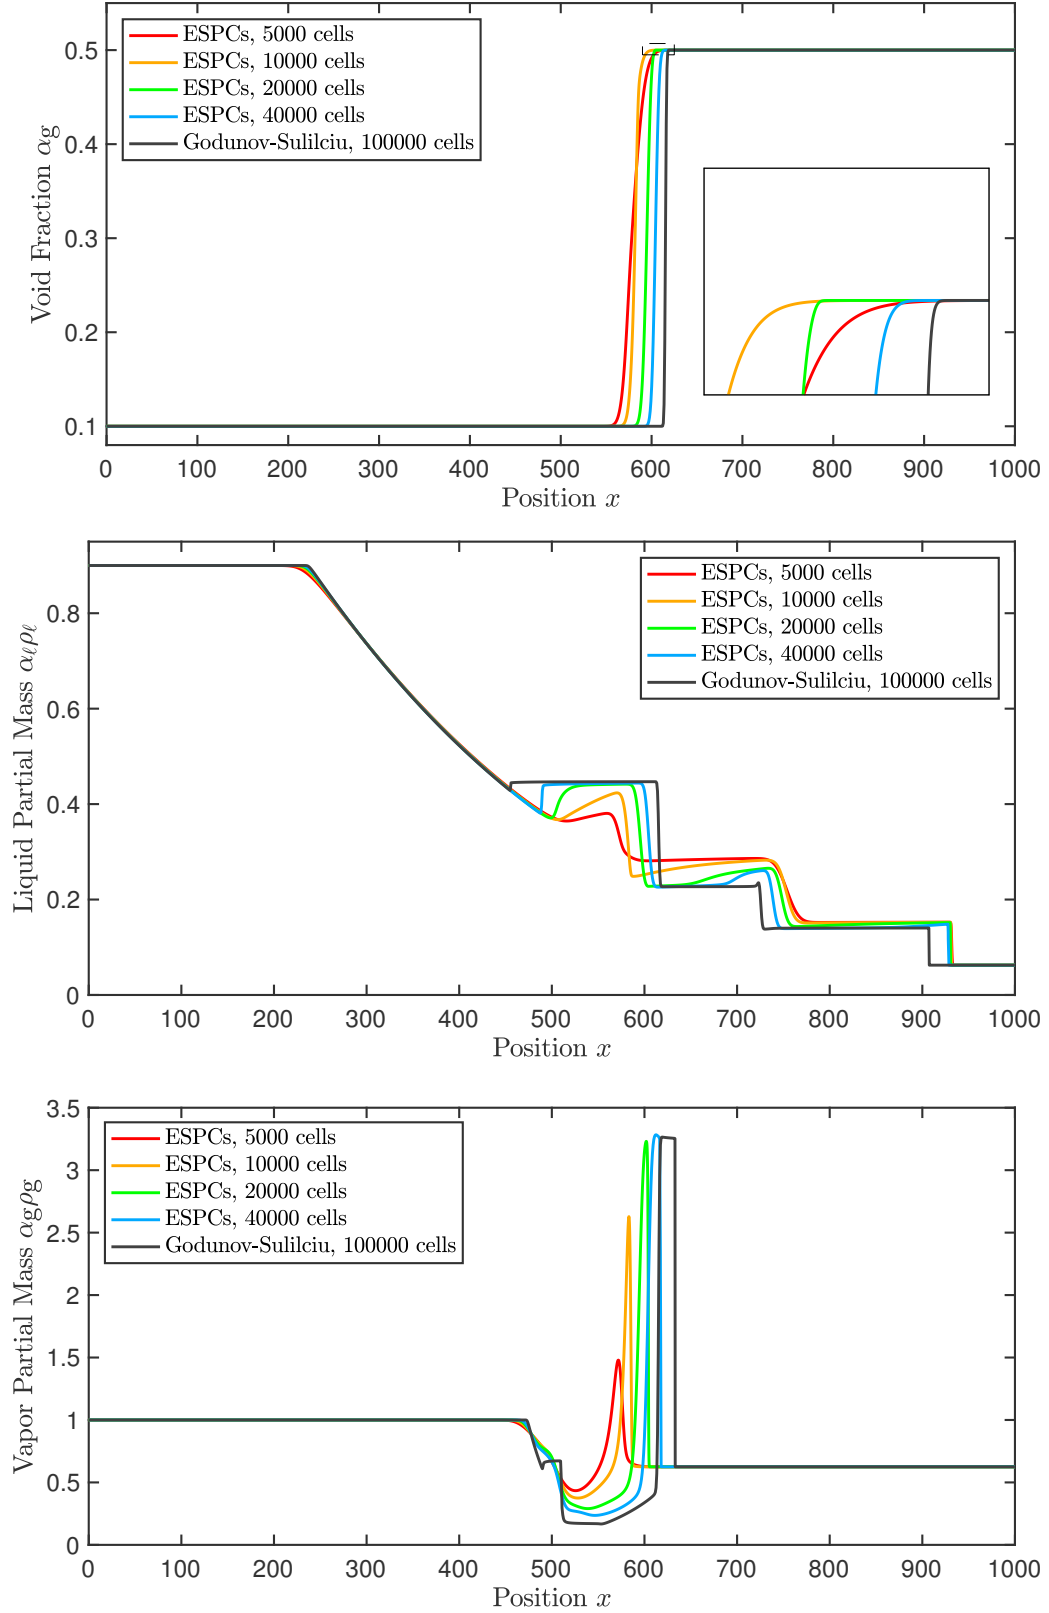 ESPCs, 5000 cells
ESPCs, 10000 cells
ESPCs, 20000 cells
ESPCs, 40000 cells
Godunov-Sulilciu, 100000 cells
Void Fraction αg
0.5
0.4
0.3
0.2
0.1
0 100 200 300 400 500 600 700 800 900 1000
Position x
ESPCs, 5000 cells
ESPCs, 10000 cells
ESPCs, 20000 cells
ESPCs, 40000 cells
Godunov-Sulilciu, 100000 cells
Liquid Partial Mass αℓρℓ
0.8
0.6
0.4
0.2
0
0 100 200 300 400 500 600 700 800 900 1000
Position x
ESPCs, 5000 cells
ESPCs, 10000 cells
ESPCs, 20000 cells
ESPCs, 40000 cells
Godunov-Sulilciu, 100000 cells
Vapor Partial Mass αgρg
3.5
3
2.5
2
1.5
1
0.5
0
0 100 200 300 400 500 600 700 800 900 1000
Position x